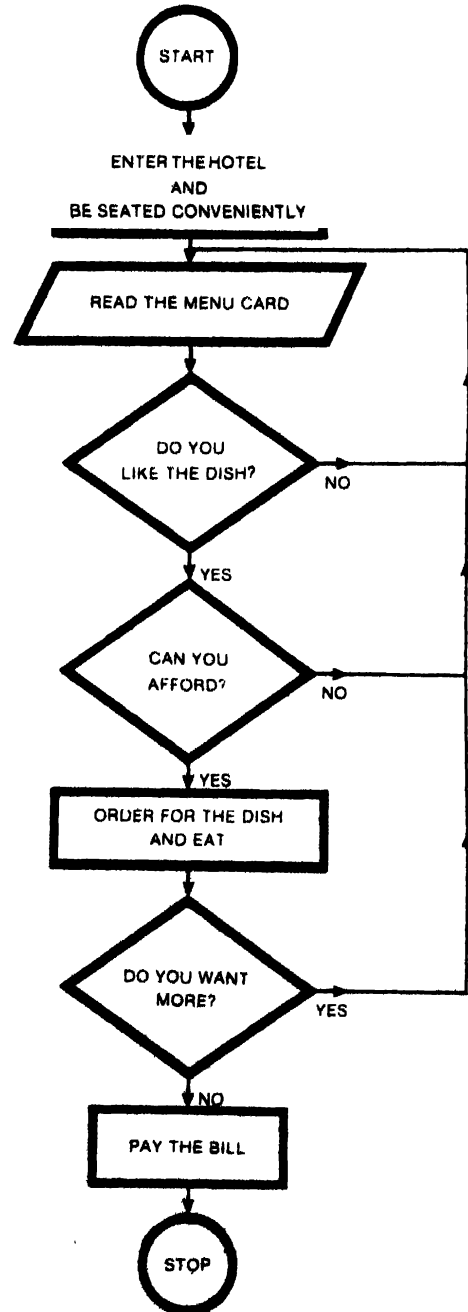 START
ENTER THE HOTEL
AND
BE SEATED CONVENIENTLY
READ THE MENU CARD
DO YOU
LIKE THE DISH?
NO
YES
CAN YOU
AFFORD?
NO
YES
ORDER FOR THE DISH
AND EAT
DO YOU WANT
MORE?
YES
NO
PAY THE BILL
STOP